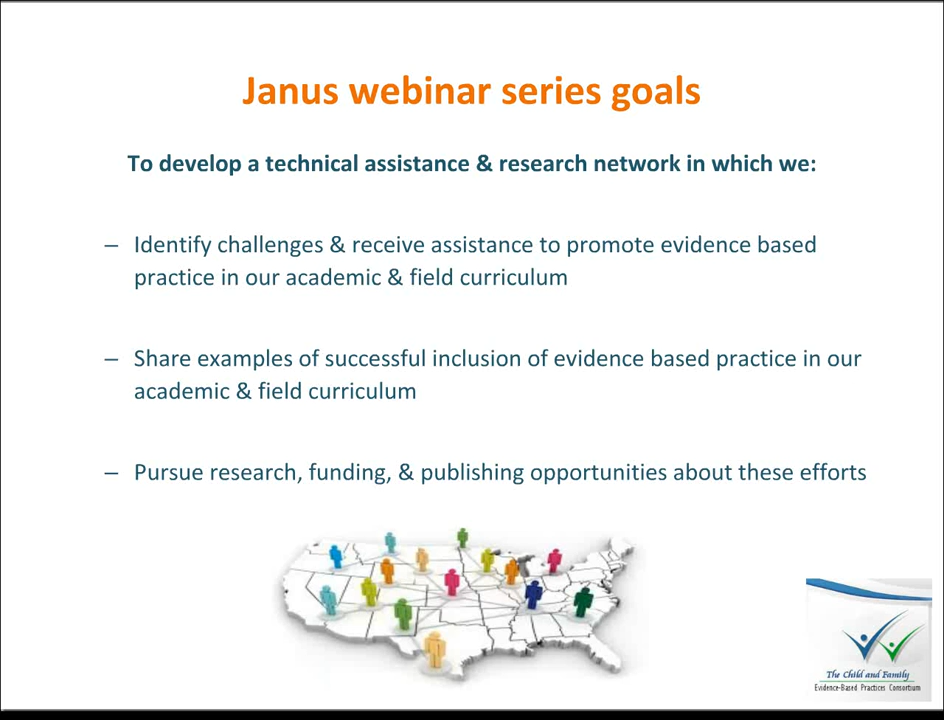 Janus webinar series goals
To develop a technical assistance & research network in which we:
– Identify challenges & receive assistance to promote evidence based
practice in our academic & field curriculum
– Share examples of successful inclusion of evidence based practice in our
academic & field curriculum
– Pursue research, funding, & publishing opportunities about these efforts
The Child and Family
Evidence-Based Practices Consortium